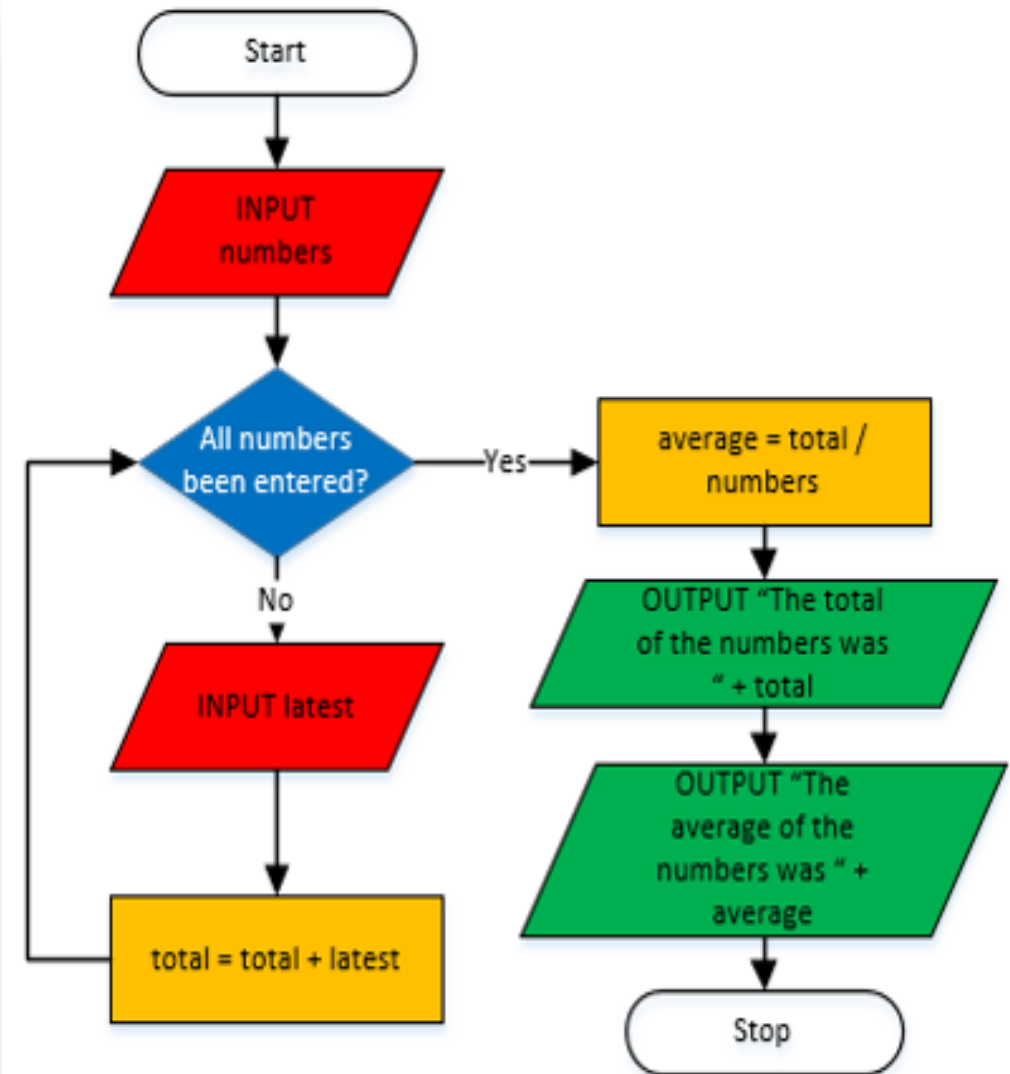 Start
INPUT
numbers
All numbers
been entered?
Yes
No
INPUT latest
total = total + latest
average = total /
numbers
OUTPUT “The total
of the numbers was
“ + total
OUTPUT “The
average of the
numbers was “ +
average
Stop